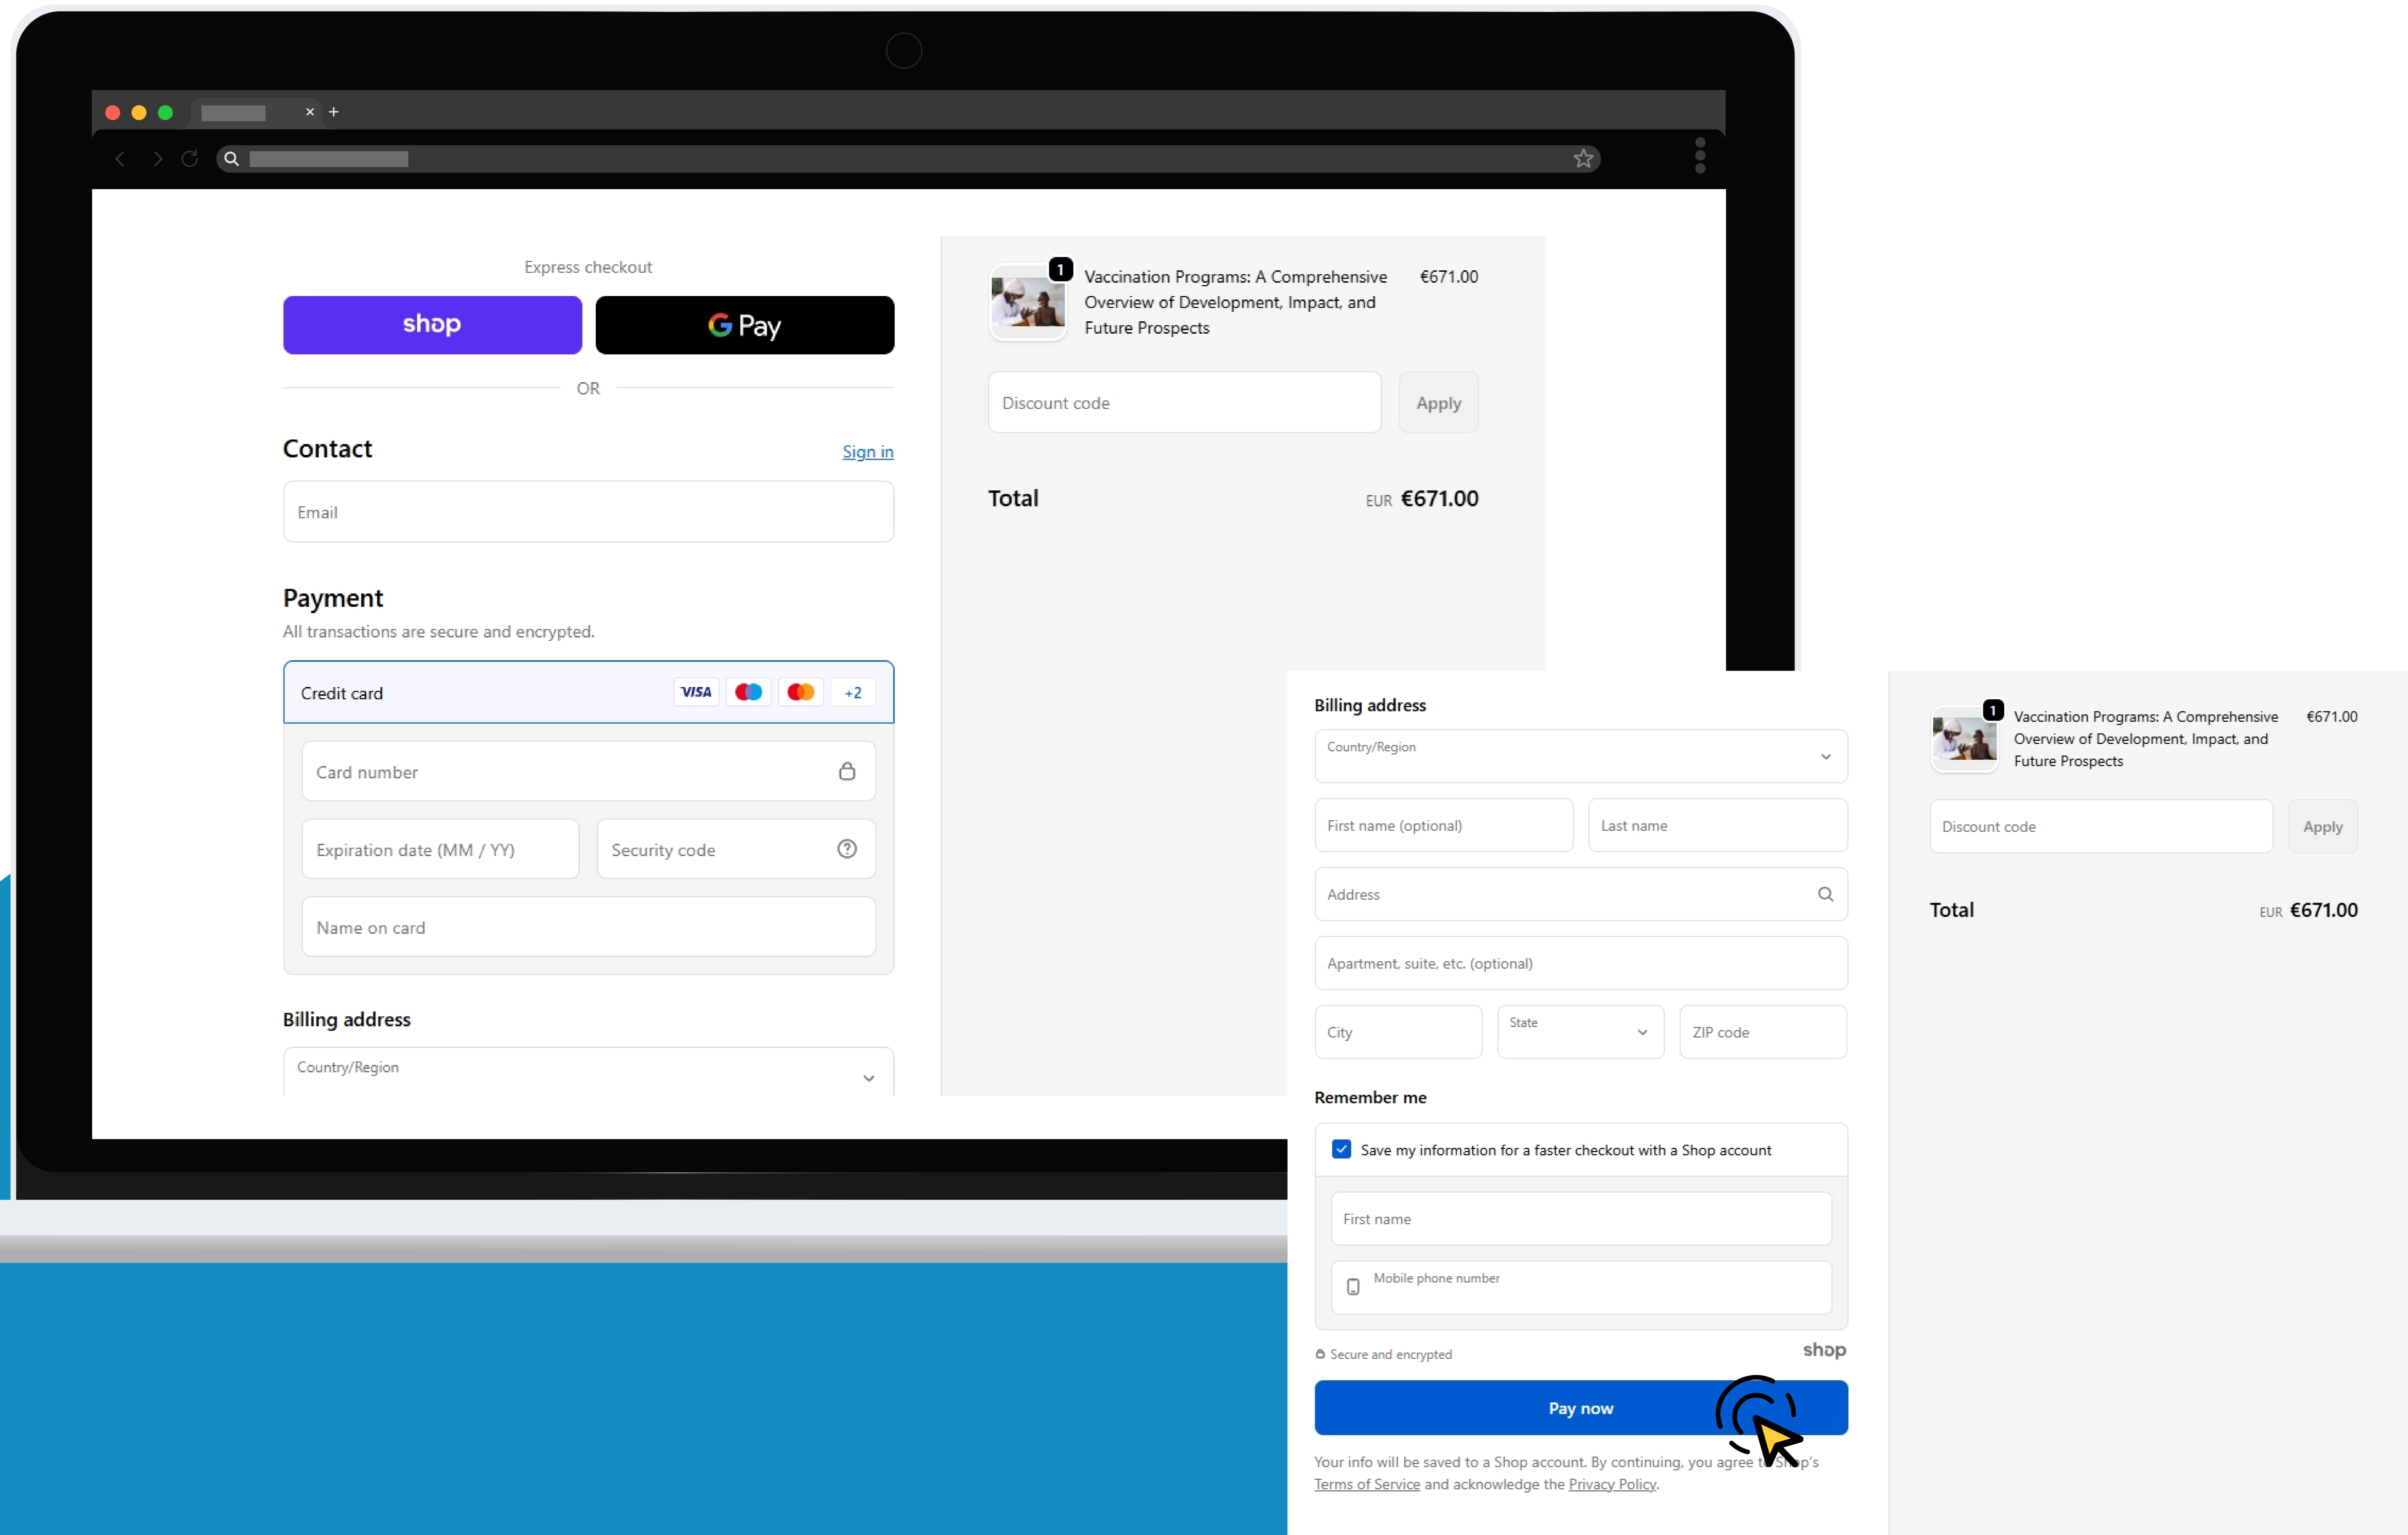 Express checkout
shop
G Pay
OR
Contact
Sign in
Email
Payment
All transactions are secure and encrypted.
Credit card
VISA
+2
Card number
Expiration date (MM / YY)
Security code
Name on card
Billing address
Country/Region
1
Vaccination Programs: A Comprehensive
€671.00
Overview of Development, Impact, and
Future Prospects
Discount code
Apply
Total
EUR €671.00
Billing address
Country/Region
First name (optional)
Last name
Address
Apartment, suite, etc. (optional)
City
State
ZIP code
Remember me
Save my information for a faster checkout with a Shop account
First name
Mobile phone number
Secure and encrypted
shop
Pay now
Your info will be saved to a Shop account. By continuing, you agree to Shop's
Terms of Service and acknowledge the Privacy Policy.
1
Vaccination Programs: A Comprehensive
€671.00
Overview of Development, Impact, and
Future Prospects
Discount code
Apply
Total
EUR €671.00